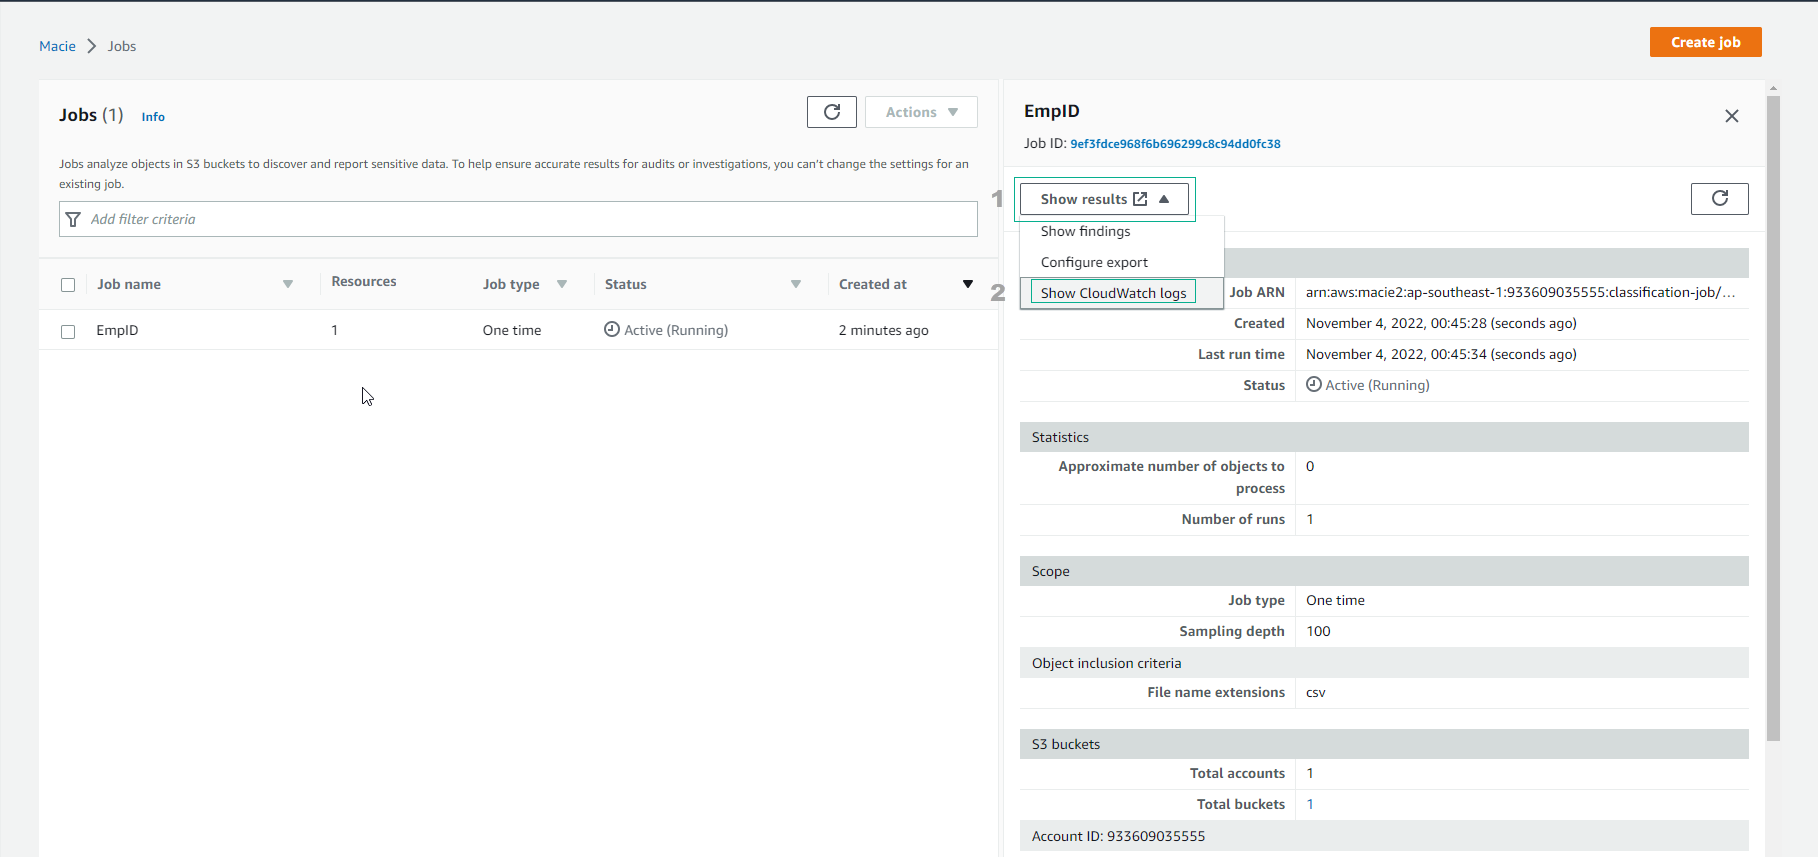 Macie > Jobs
Create job
Jobs (1) Info
Actions
Jobs analyze objects in S3 buckets to discover and report sensitive data. To help ensure accurate results for audits or investigations, you can't change the settings for an
existing job.
Add filter criteria
Job name Resources Job type Status Created at
EmpID 1 One time Active (Running) 2 minutes ago
EmpID
Job ID: 9ef3fdce968f6b696299c8c94dd0fc38
1 Show results
Show findings
Configure export
2 Show CloudWatch logs
Job ARN arn:aws:macie2:ap-southeast-1:933609035555:classification-job/...
Created November 4, 2022, 00:45:28 (seconds ago)
Last run time November 4, 2022, 00:45:34 (seconds ago)
Status Active (Running)
Statistics
Approximate number of objects to 0
process
Number of runs 1
Scope
Job type One time
Sampling depth 100
Object inclusion criteria
File name extensions csv
S3 buckets
Total accounts 1
Total buckets 1
Account ID: 933609035555